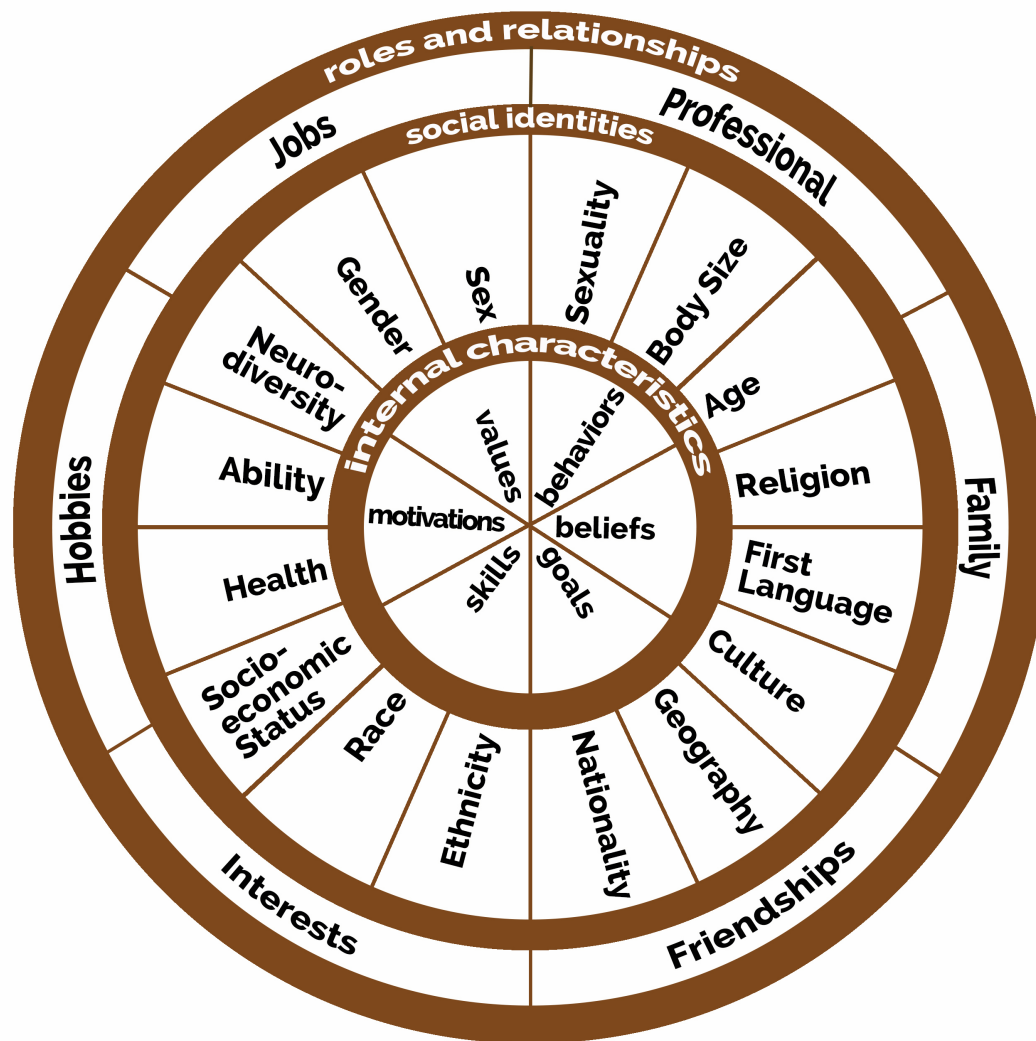 roles and relationships
Jobs
Professional
Family
Friendships
Interests
Hobbies
social identities
Sex
Sexuality
Body Size
Age
Religion
First
Language
Culture
Geography
Nationality
Ethnicity
Race
Socio-
economic
Status
Health
Ability
Neuro-
diversity
Gender
internal characteristics
values
behaviors
beliefs
goals
skills
motivations